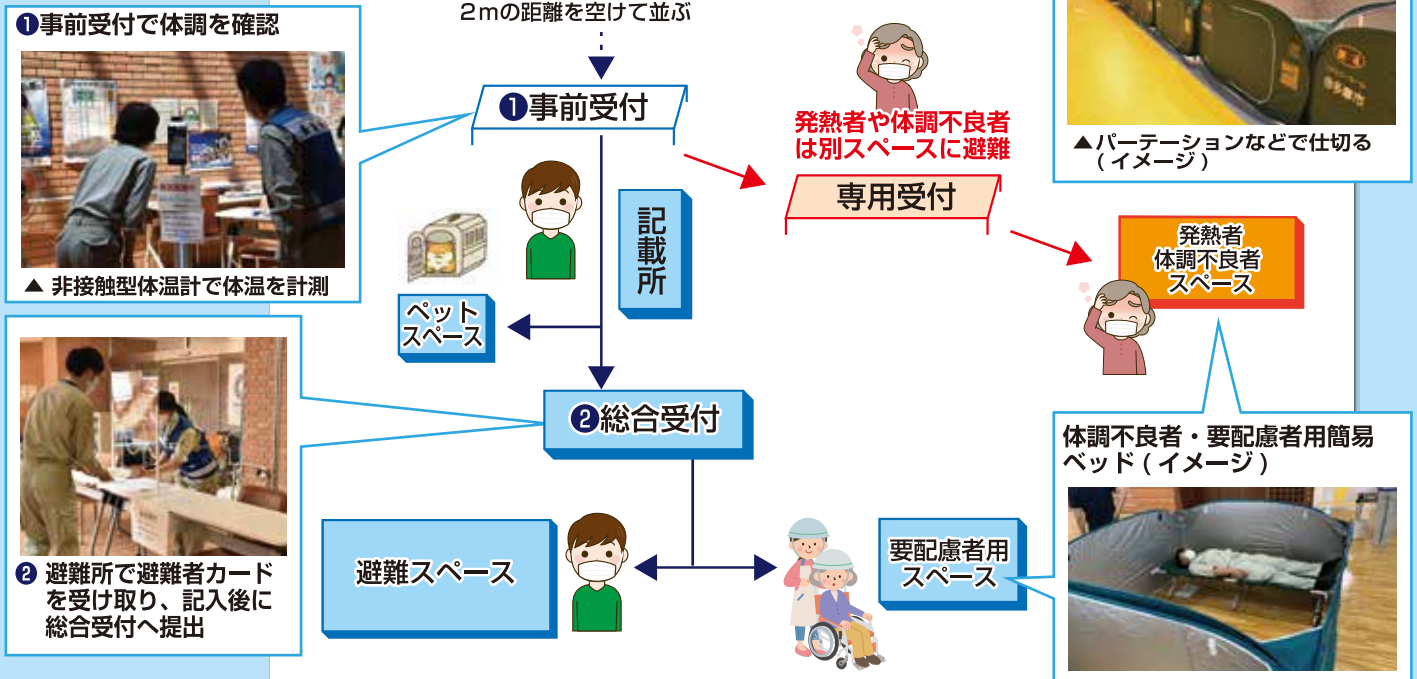 ❶事前受付で体調を確認
▲ 非接触型体温計で体温を計測
2mの距離を空けて並ぶ
❶事前受付
発熱者や体調不良者
は別スペースに避難
専用受付
▲パーテーションなどで仕切る
(イメージ)
発熱者
体調不良者
スペース
記載所
ペット
スペース
❷総合受付
❷ 避難所で避難者カード
を受け取り、記入後に
総合受付へ提出
避難スペース
要配慮者用
スペース
体調不良者・要配慮者用簡易
ベッド(イメージ)